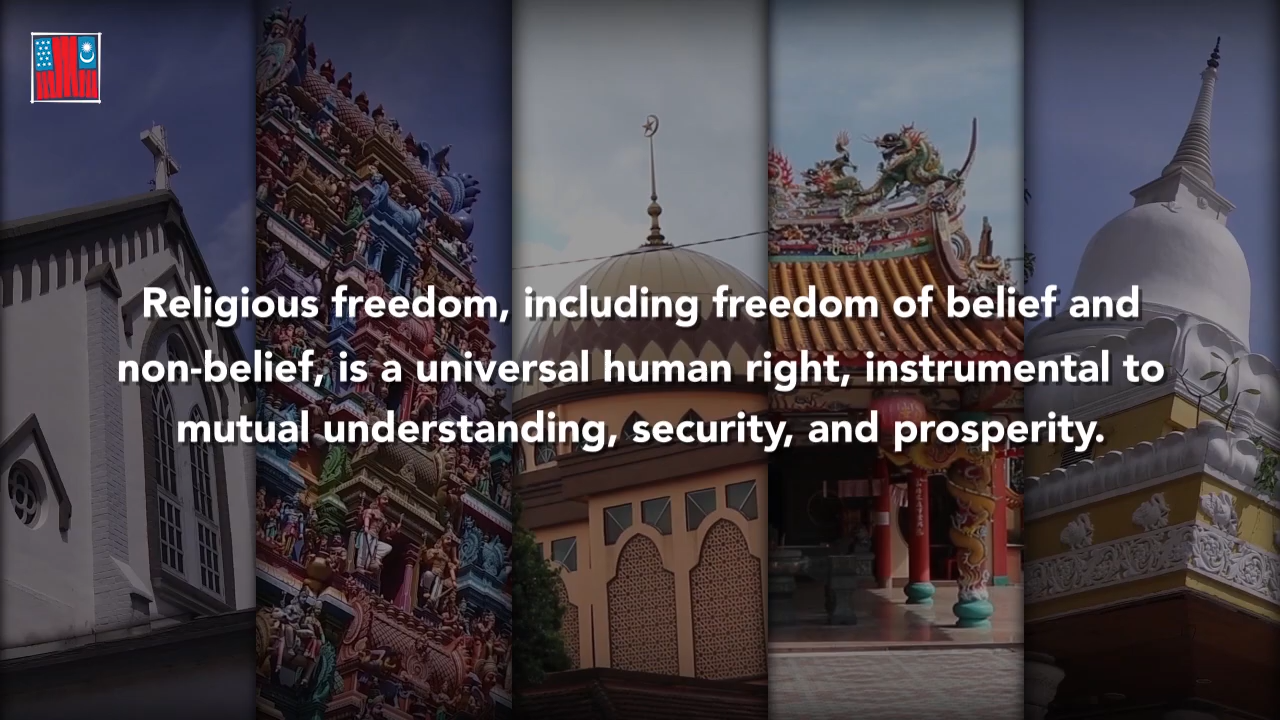 Religious freedom, including freedom of belief and
non-belief, is a universal human right, instrumental to
mutual understanding, security, and prosperity.